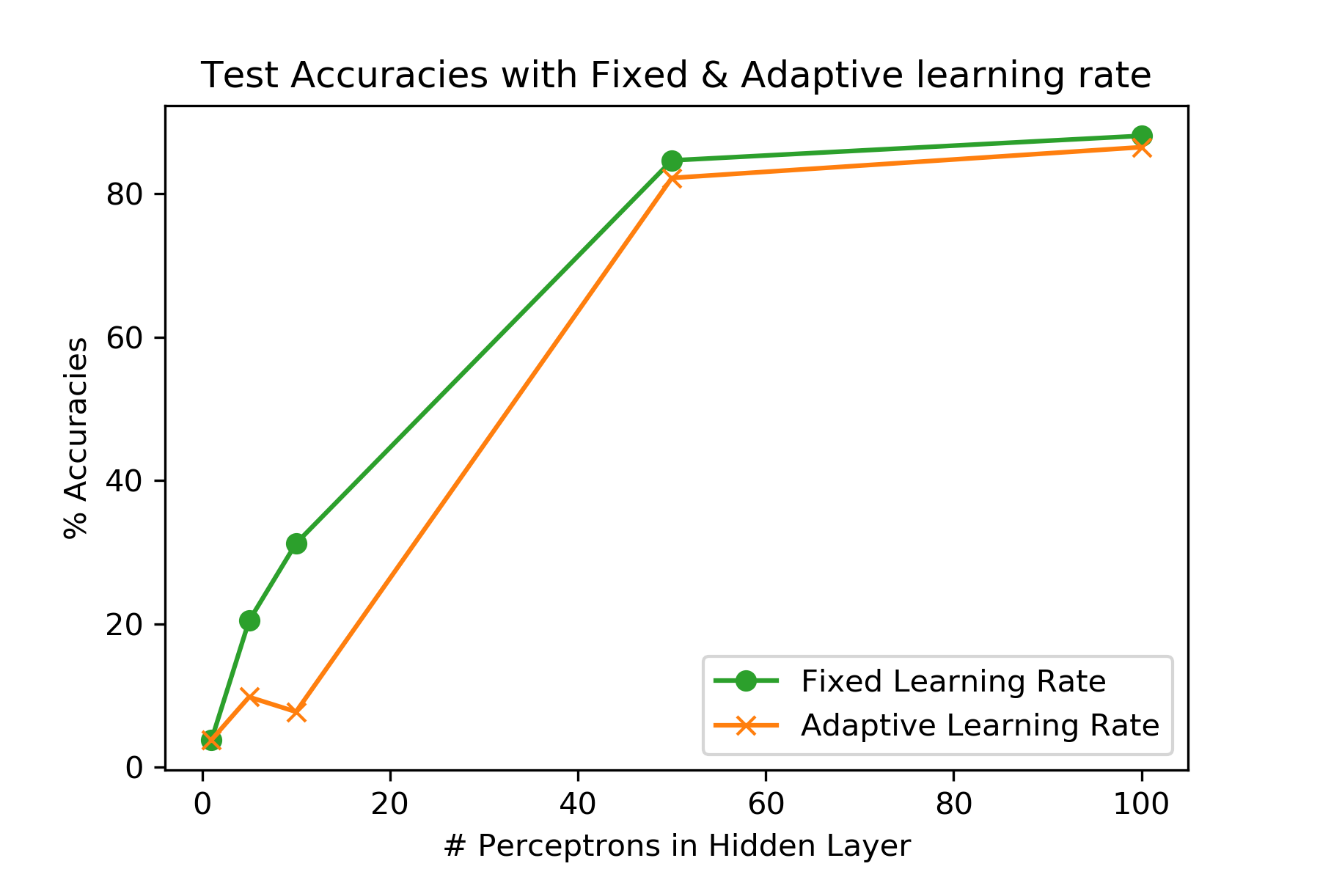 Test Accuracies with Fixed & Adaptive learning rate
% Accuracies
80
60
40
20
0
0 20 40 60 80 100
# Perceptrons in Hidden Layer
Fixed Learning Rate
Adaptive Learning Rate